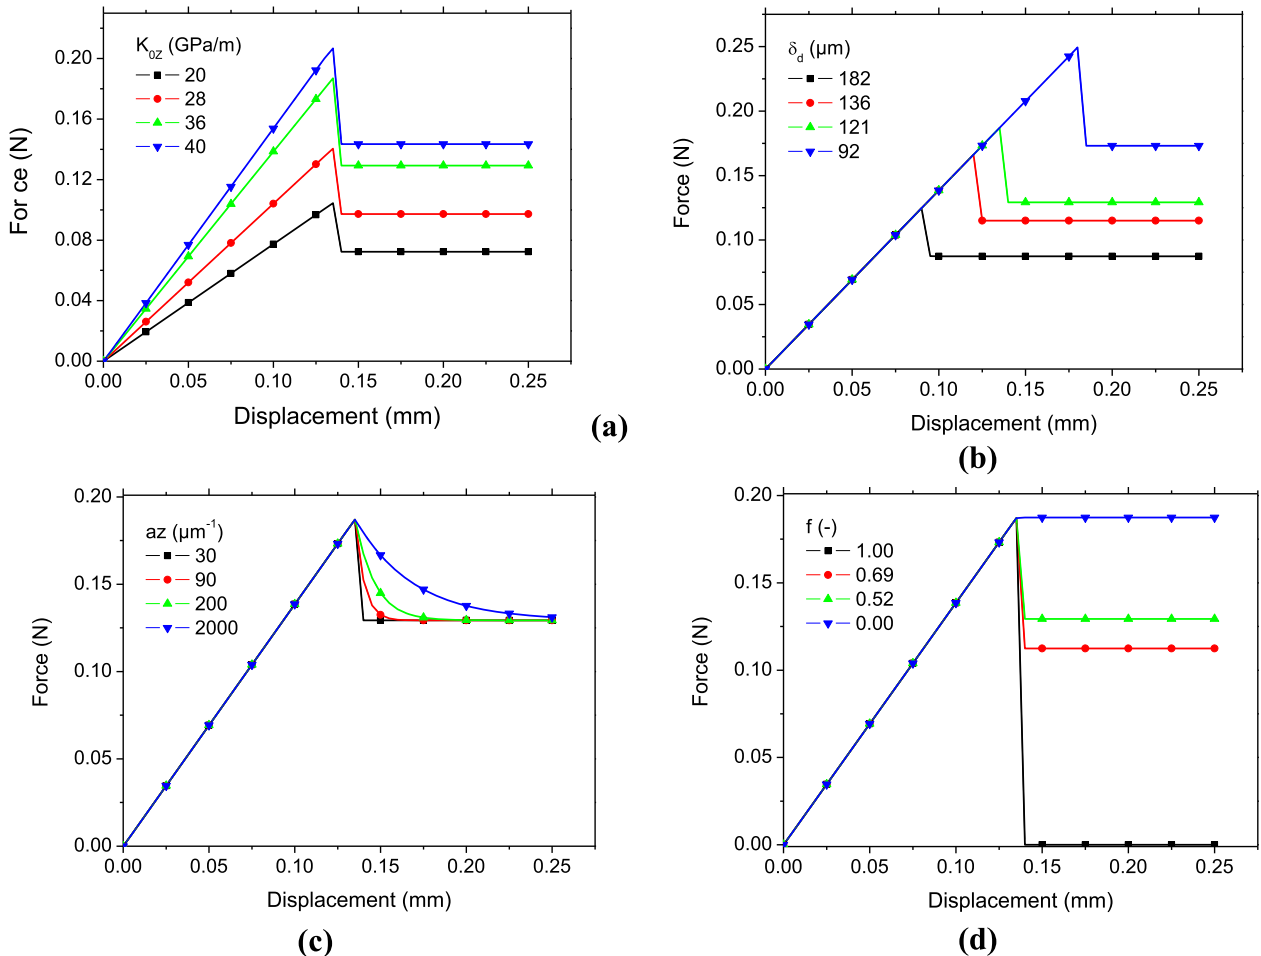 K0Z (GPa/m)
20
28
36
40
0.20
0.16
0.12
0.08
0.04
0.00
For ce (N)
0.00 0.05 0.10 0.15 0.20 0.25
Displacement (mm)
(a)
δd (µm)
182
136
121
92
0.25
0.20
0.15
0.10
0.05
0.00
Force (N)
0.00 0.05 0.10 0.15 0.20 0.25
Displacement (mm)
(b)
az (µm-1)
30
90
200
2000
0.20
0.15
0.10
0.05
0.00
Force (N)
0.00 0.05 0.10 0.15 0.20 0.25
Displacement (mm)
(c)
f (-)
1.00
0.69
0.52
0.00
0.20
0.15
0.10
0.05
0.00
Force (N)
0.00 0.05 0.10 0.15 0.20 0.25
Displacement (mm)
(d)